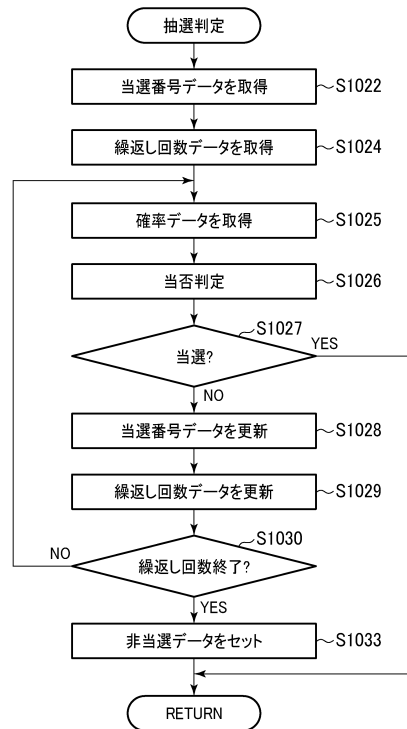 抽選判定
当選番号データを取得
S1022
繰返し回数データを取得
S1024
確率データを取得
S1025
当否判定
S1026
S1027
当選?
YES
NO
当選番号データを更新
S1028
繰返し回数データを更新
S1029
S1030
繰返し回数終了?
NO
YES
非当選データをセット
S1033
RETURN